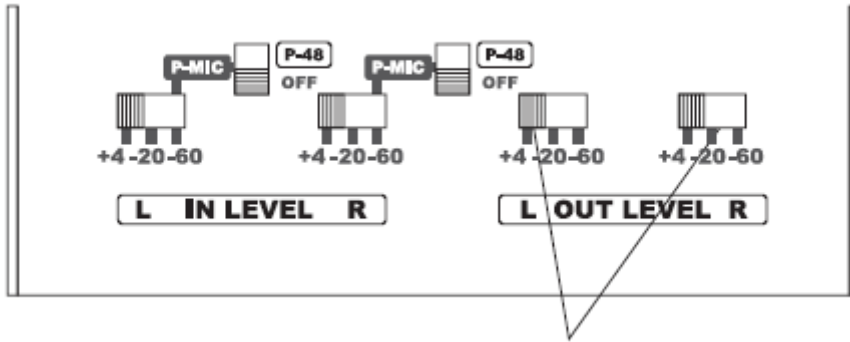 P-48
P-48
P-MIC
P-MIC
OFF
OFF
+4 -20 -60
+4 -20 -60
+4 -20 -60
+4 -20 -60
L IN LEVEL R
L OUT LEVEL R